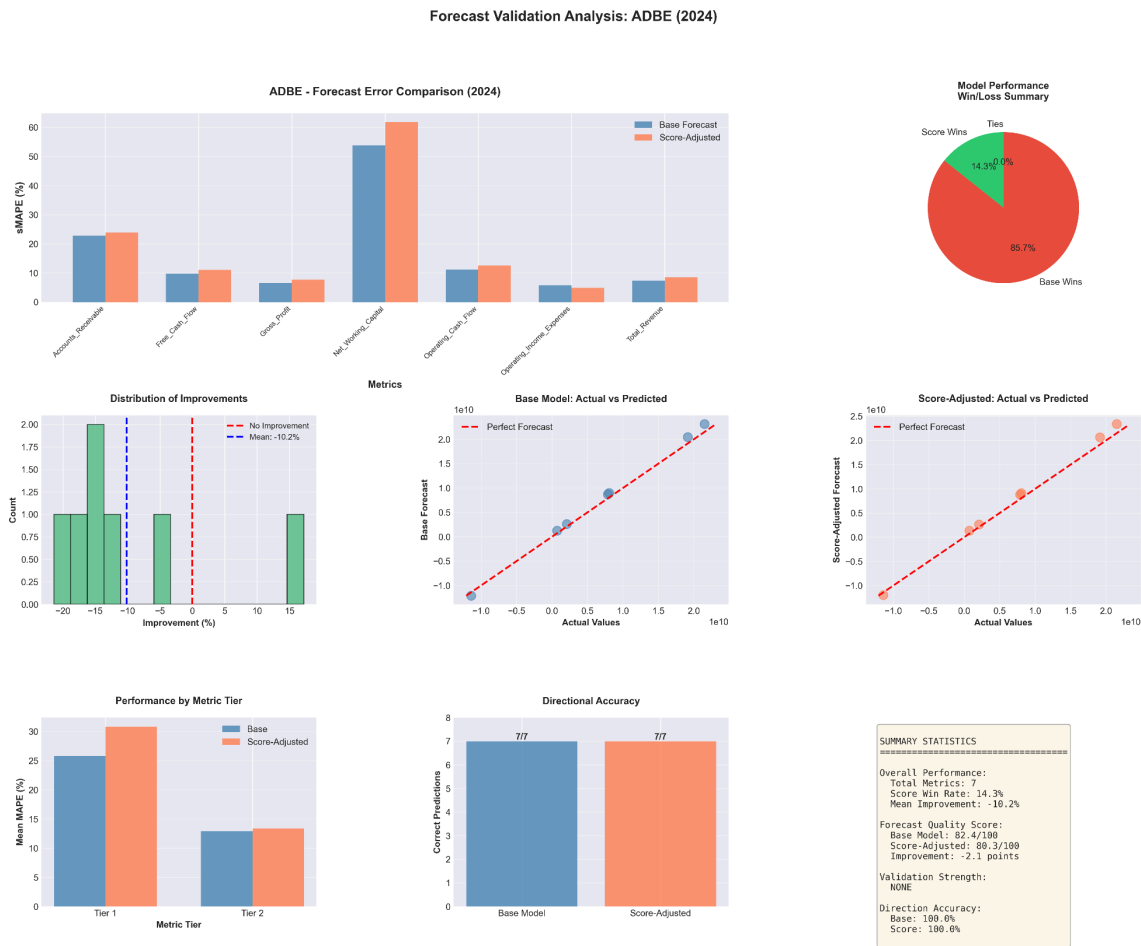 Forecast Validation Analysis: ADBE (2024)
ADBE - Forecast Error Comparison (2024)
sMAPE (%)
60
50
40
30
20
10
0
Base Forecast
Score-Adjusted
Accounts_Receivable
Free_Cash_Flow
Gross_Profit
Net_Working_Capital
Operating_Cash_Flow
Operating_Income_Expenses
Total_Revenue
Metrics
Model Performance
Win/Loss Summary
Ties
Score Wins
14.3%
0.0%
85.7%
Base Wins
Distribution of Improvements
Count
2.00
1.75
1.50
1.25
1.00
0.75
0.50
0.25
0.00
No Improvement
Mean: -10.2%
−20 −15 −10 −5 0 5 10 15
Improvement (%)
Base Model: Actual vs Predicted
1e10
Perfect Forecast
Base Forecast
2.0
1.5
1.0
0.5
0.0
−0.5
−1.0
−1.0 −0.5 0.0 0.5 1.0 1.5 2.0
Actual Values
1e10
Score-Adjusted: Actual vs Predicted
1e10
Perfect Forecast
Score-Adjusted Forecast
2.5
2.0
1.5
1.0
0.5
0.0
−0.5
−1.0
−1.0 −0.5 0.0 0.5 1.0 1.5 2.0
Actual Values
1e10
Performance by Metric Tier
Mean MAPE (%)
30
25
20
15
10
5
0
Base
Score-Adjusted
Tier 1 Tier 2
Metric Tier
Directional Accuracy
Correct Predictions
8
7
6
5
4
3
2
1
0
7/7 7/7
Base Model Score-Adjusted
SUMMARY STATISTICS
===================================
Overall Performance:
Total Metrics: 7
Score Win Rate: 14.3%
Mean Improvement: -10.2%
Forecast Quality Score:
Base Model: 82.4/100
Score-Adjusted: 80.3/100
Improvement: -2.1 points
Validation Strength:
NONE
Direction Accuracy:
Base: 100.0%
Score: 100.0%